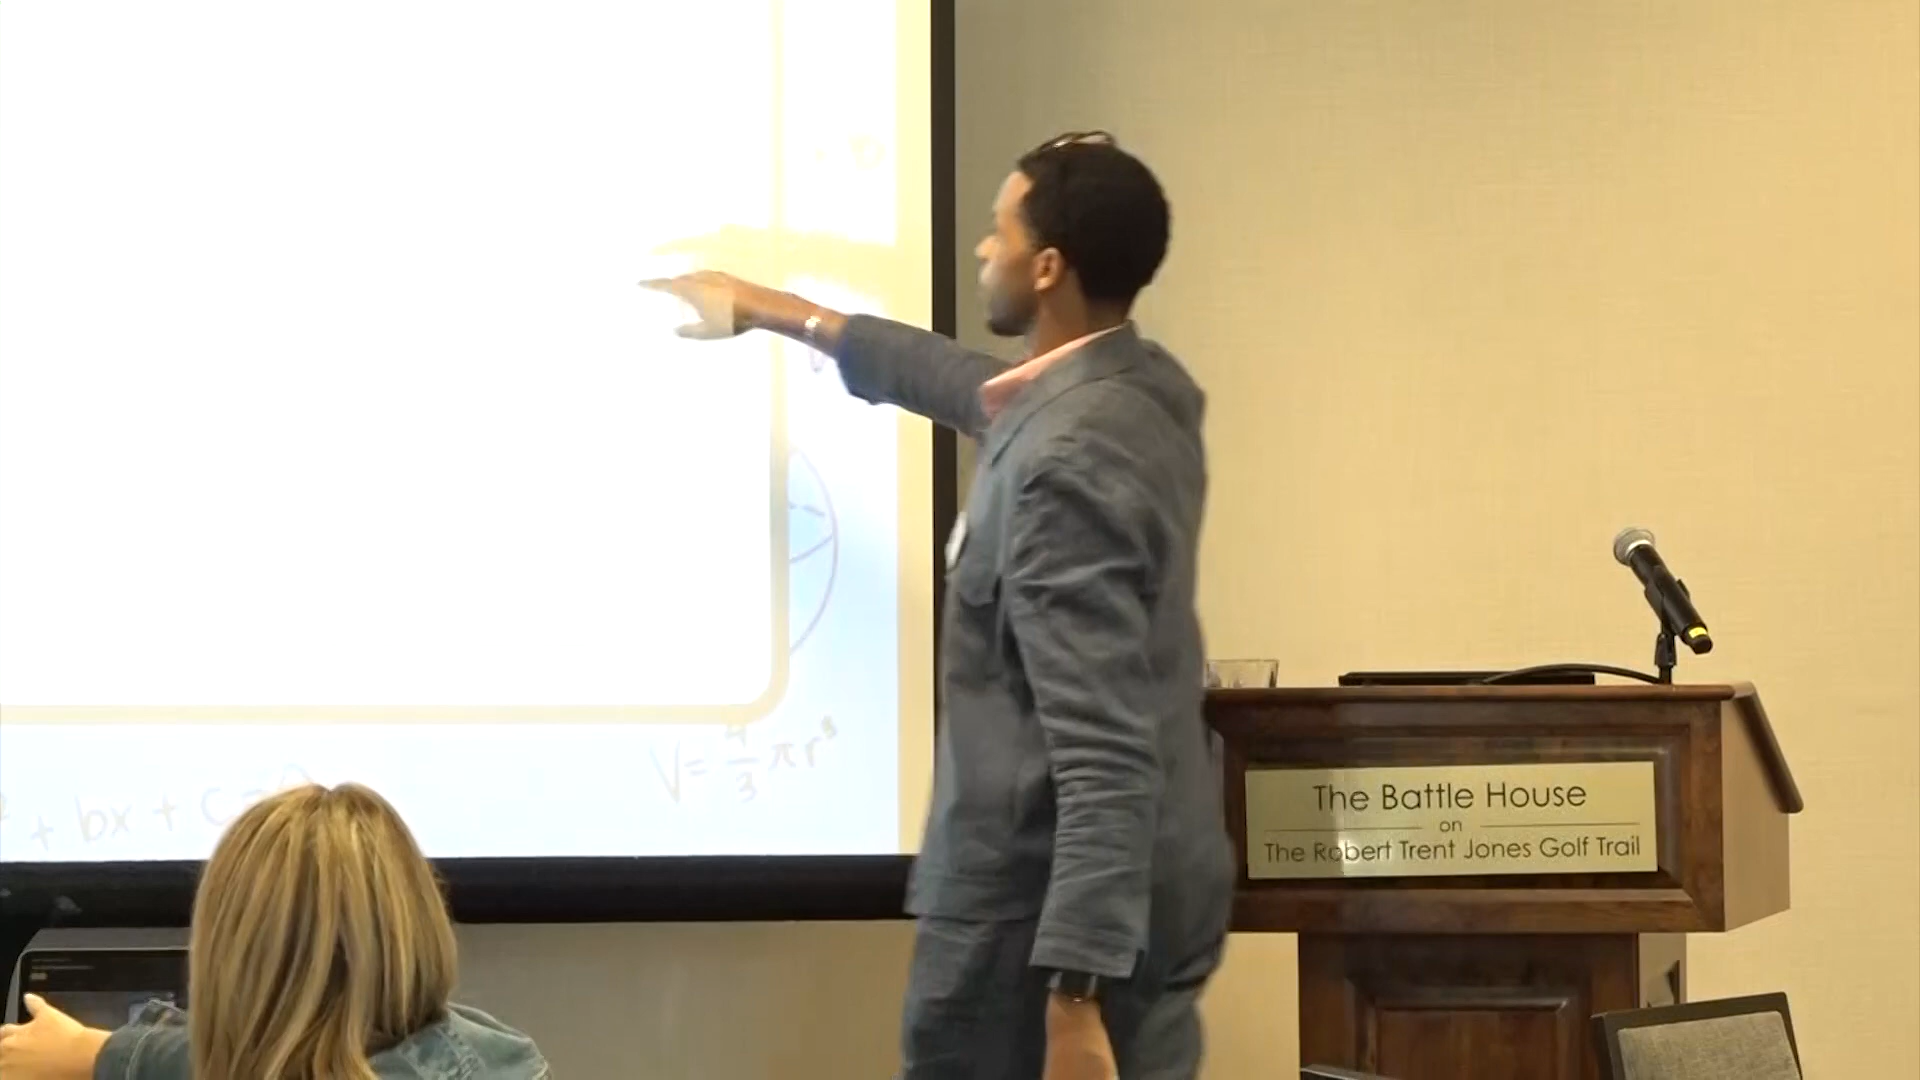 V = 4/3 πr³
+ bx + c =
The Battle House
on
The Robert Trent Jones Golf Trail